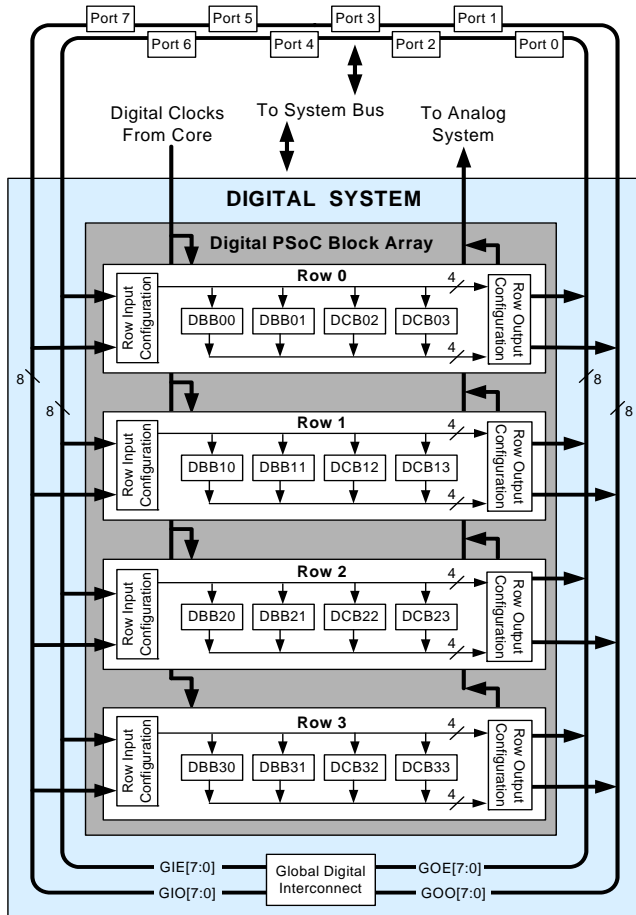 Port 7
Port 5
Port 3
Port 1
Port 6
Port 4
Port 2
Port 0
Digital Clocks
From Core
To System Bus
To Analog
System
DIGITAL SYSTEM
Digital PSoC Block Array
Row 0
4
Row Input
Configuration
DBB00
DBB01
DCB02
DCB03
4
Row Output
Configuration
8
8
8
8
Row 1
4
Row Input
Configuration
DBB10
DBB11
DCB12
DCB13
4
Row Output
Configuration
Row 2
4
Row Input
Configuration
DBB20
DBB21
DCB22
DCB23
4
Row Output
Configuration
Row 3
4
Row Input
Configuration
DBB30
DBB31
DCB32
DCB33
4
Row Output
Configuration
GIE[7:0]
GIO[7:0]
Global Digital
Interconnect
GOE[7:0]
GOO[7:0]